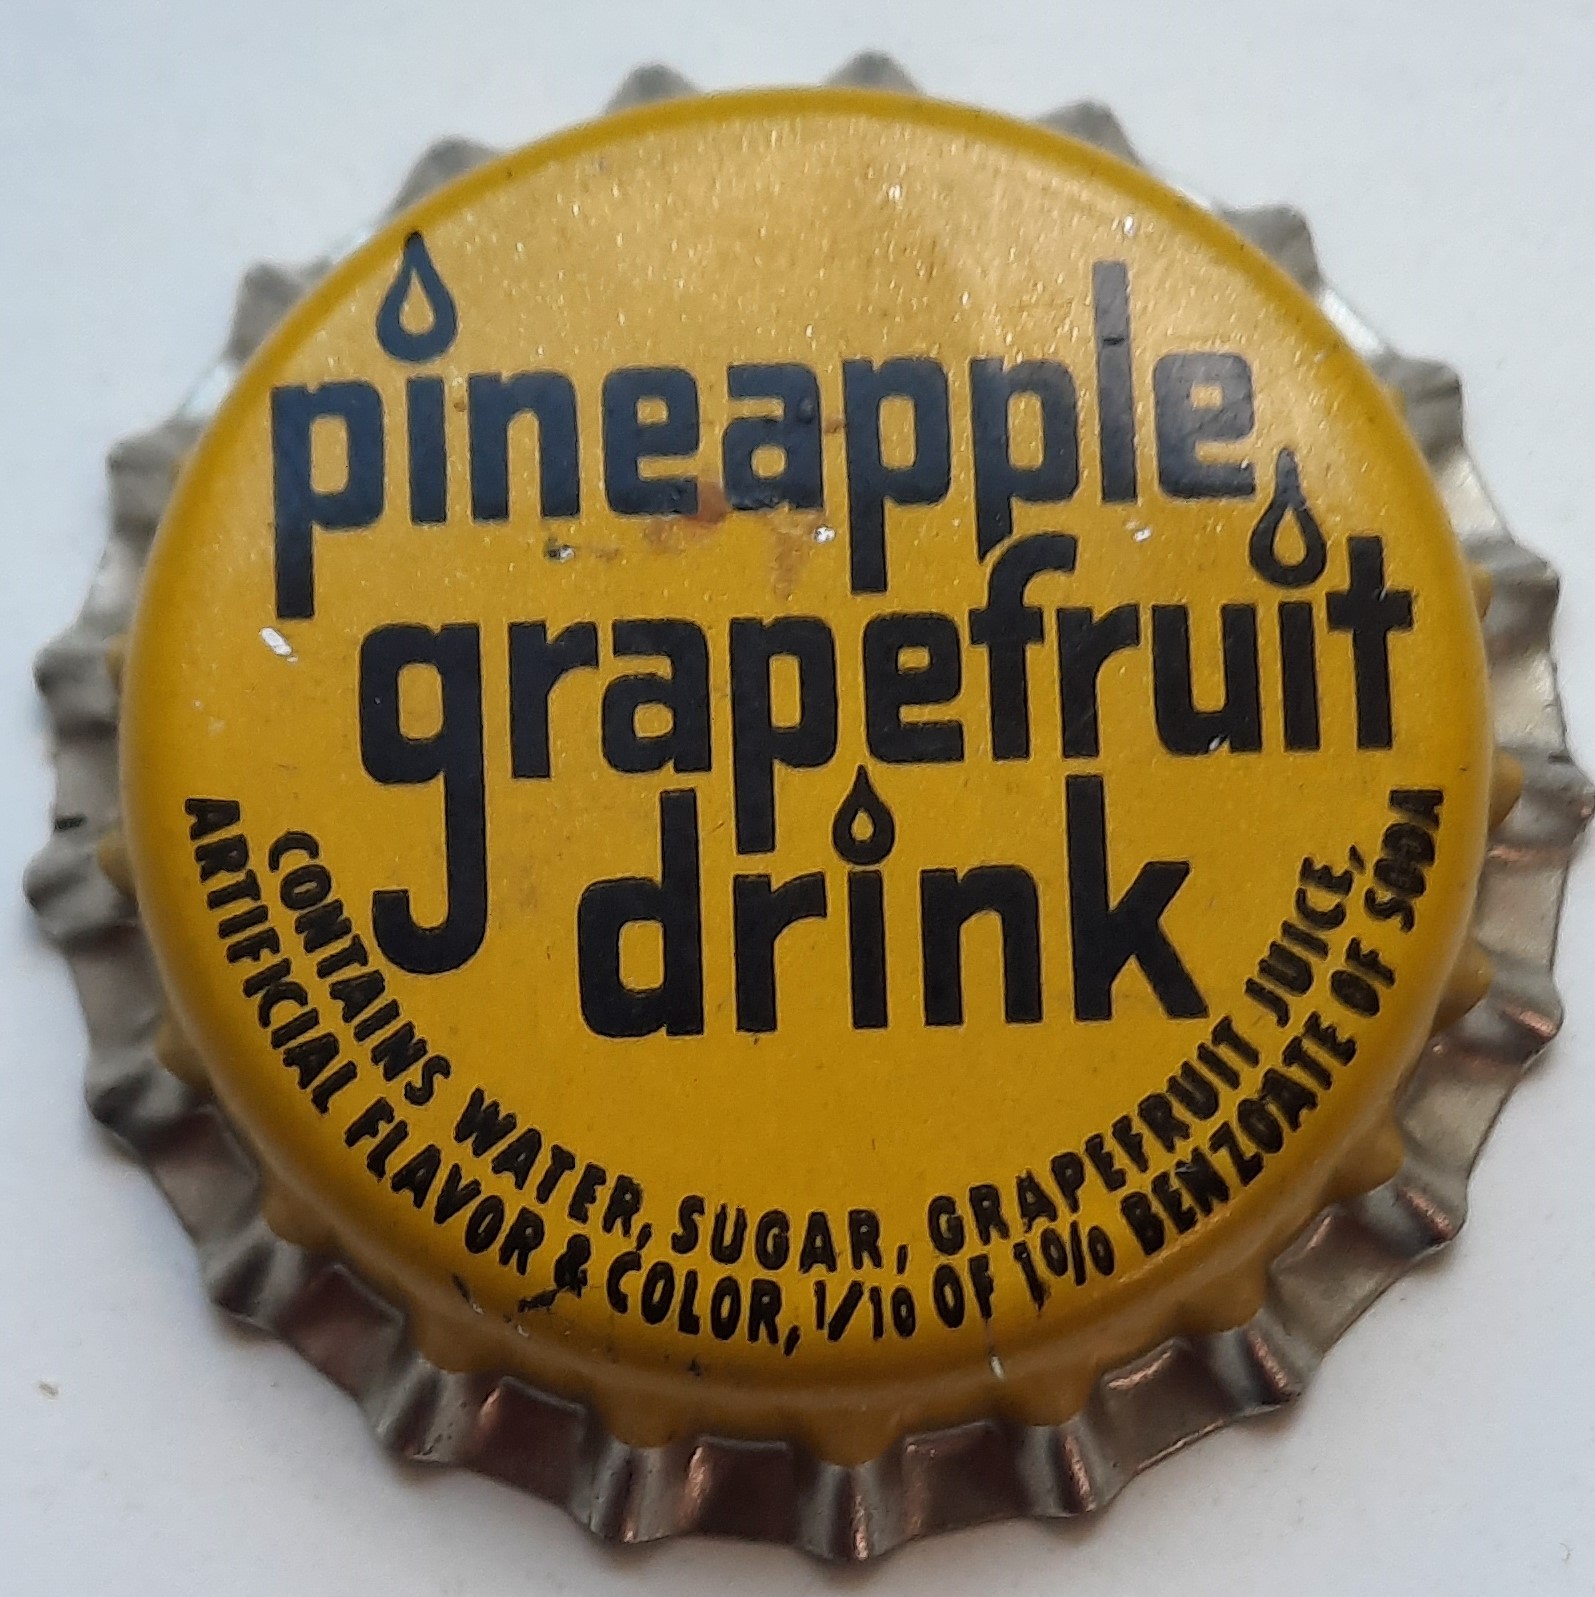 pineapple
grapefruit
drink
CONTAINS WATER, SUGAR, GRAPEFRUIT JUICE,
ARTIFICIAL FLAVOR & COLOR, 1/10 OF 1% BENZOATE OF SODA